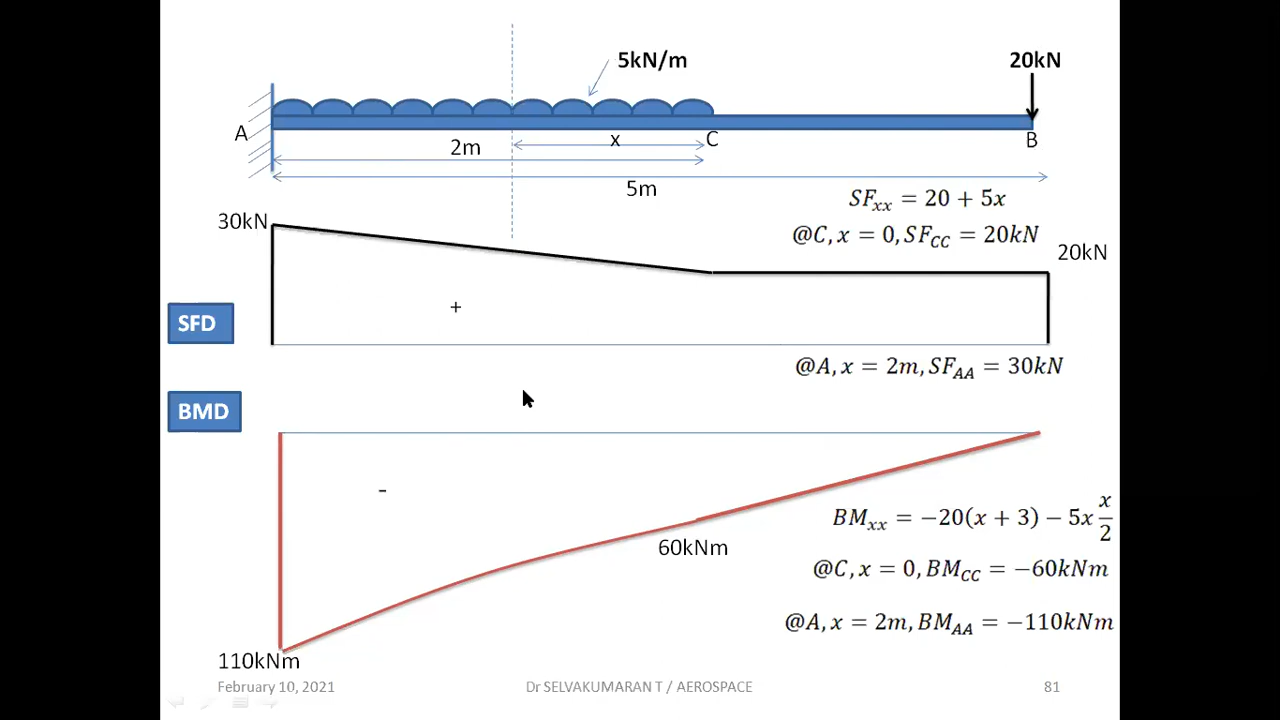 5kN/m
20kN
A
C
B
x
2m
5m
SF_xx = 20 + 5x
30kN
@C, x = 0, SF_CC = 20kN
20kN
+
SFD
@A, x = 2m, SF_AA = 30kN
BMD
-
BM_xx = −20(x + 3) − 5x x/2
60kNm
@C, x = 0, BM_CC = −60kNm
@A, x = 2m, BM_AA = −110kNm
110kNm
February 10, 2021
Dr SELVAKUMARAN T / AEROSPACE
81